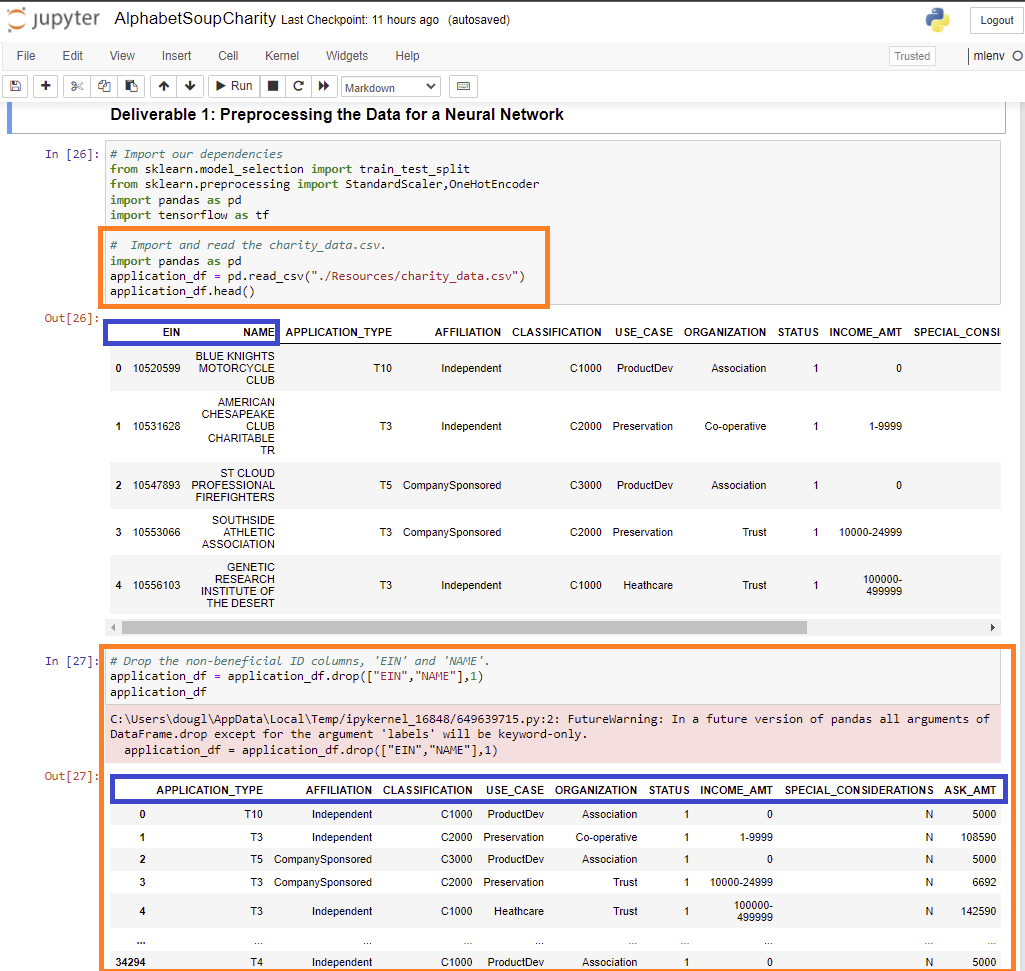 jupyter AlphabetSoupCharity Last Checkpoint: 11 hours ago (autosaved) Logout
File Edit View Insert Cell Kernel Widgets Help Trusted mlenv
Run Markdown
Deliverable 1: Preprocessing the Data for a Neural Network
In [26]: # Import our dependencies
from sklearn.model_selection import train_test_split
from sklearn.preprocessing import StandardScaler,OneHotEncoder
import pandas as pd
import tensorflow as tf
#  Import and read the charity_data.csv.
import pandas as pd
application_df = pd.read_csv("./Resources/charity_data.csv")
application_df.head()
Out[26]:
EIN NAME APPLICATION_TYPE AFFILIATION CLASSIFICATION USE_CASE ORGANIZATION STATUS INCOME_AMT SPECIAL_CONSI
BLUE KNIGHTS
0 10520599 MOTORCYCLE T10 Independent C1000 ProductDev Association 1 0
CLUB
AMERICAN
CHESAPEAKE
1 10531628 CLUB T3 Independent C2000 Preservation Co-operative 1 1-9999
CHARITABLE
TR
ST CLOUD
2 10547893 PROFESSIONAL T5 CompanySponsored C3000 ProductDev Association 1 0
FIREFIGHTERS
SOUTHSIDE
3 10553066 ATHLETIC T3 CompanySponsored C2000 Preservation Trust 1 10000-24999
ASSOCIATION
GENETIC
RESEARCH 100000-
4 10556103 INSTITUTE OF T3 Independent C1000 Heathcare Trust 1 499999
THE DESERT
In [27]: # Drop the non-beneficial ID columns, 'EIN' and 'NAME'.
application_df = application_df.drop(["EIN","NAME"],1)
application_df
C:\Users\dougl\AppData\Local\Temp/ipykernel_16848/649639715.py:2: FutureWarning: In a future version of pandas all arguments of
DataFrame.drop except for the argument 'labels' will be keyword-only.
application_df = application_df.drop(["EIN","NAME"],1)
Out[27]:
APPLICATION_TYPE AFFILIATION CLASSIFICATION USE_CASE ORGANIZATION STATUS INCOME_AMT SPECIAL_CONSIDERATIONS ASK_AMT
0 T10 Independent C1000 ProductDev Association 1 0 N 5000
1 T3 Independent C2000 Preservation Co-operative 1 1-9999 N 108590
2 T5 CompanySponsored C3000 ProductDev Association 1 0 N 5000
3 T3 CompanySponsored C2000 Preservation Trust 1 10000-24999 N 6692
4 T3 Independent C1000 Heathcare Trust 1 100000- N 142590
499999
... ... ... ... ... ... ... ... ... ...
34294 T4 Independent C1000 ProductDev Association 1 0 N 5000